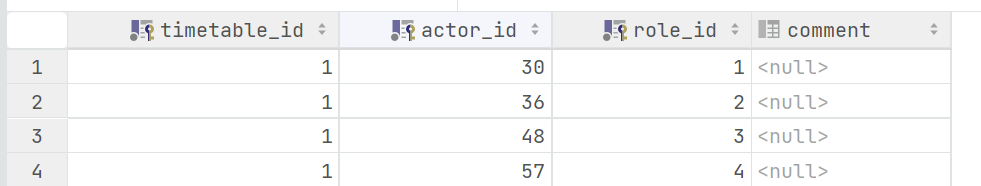 timetable_id actor_id role_id comment
1 1 30 1 <null>
2 1 36 2 <null>
3 1 48 3 <null>
4 1 57 4 <null>